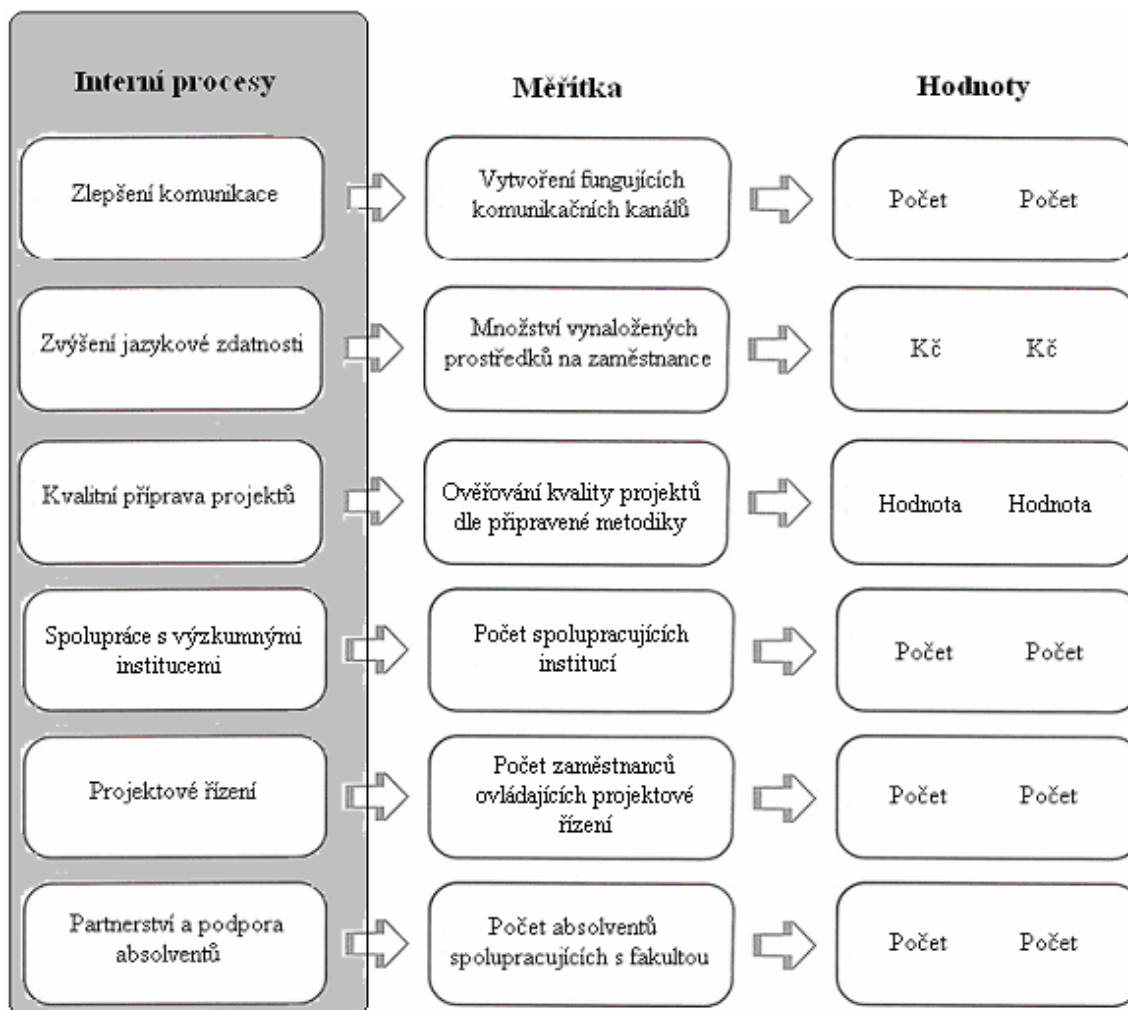 Interní procesy Měřítka Hodnoty
Zlepšení komunikace
Vytvoření fungujících
komunikačních kanálů
Počet Počet
Zvýšení jazykové zdatnosti
Množství vynaložených
prostředků na zaměstnance
Kč Kč
Kvalitní příprava projektů
Ověřování kvality projektů
dle připravené metodiky
Hodnota Hodnota
Spolupráce s výzkumnými
institucemi
Počet spolupracujících
institucí
Počet Počet
Projektové řízení
Počet zaměstnanců
ovládajících projektové
řízení
Počet Počet
Partnerství a podpora
absolventů
Počet absolventů
spolupracujících s fakultou
Počet Počet